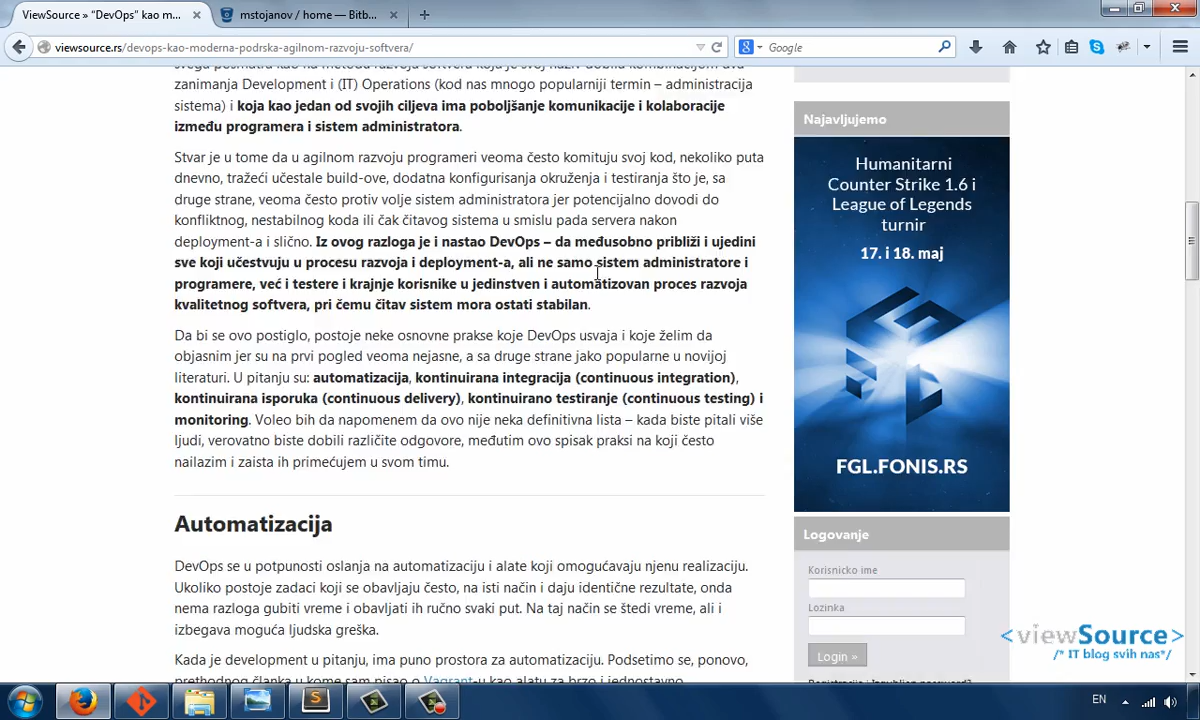 ViewSource » "DevOps" kao m...
mstojanov / home — Bitb...
viewsource.rs/devops-kao-moderna-podrska-agilnom-razvoju-softvera/
Google
zanimanja Development i (IT) Operations (kod nas mnogo popularniji termin – administracija
sistema) i koja kao jedan od svojih ciljeva ima poboljšanje komunikacije i kolaboracije
između programera i sistem administratora.
Stvar je u tome da u agilnom razvoju programeri veoma često komituju svoj kod, nekoliko puta
dnevno, tražeći učestale build-ove, dodatna konfigurisanja okruženja i testiranja što je, sa
druge strane, veoma često protiv volje sistem administratora jer potencijalno dovodi do
konfliktnog, nestabilnog koda ili čak čitavog sistema u smislu pada servera nakon
deployment-a i slično. Iz ovog razloga je i nastao DevOps – da međusobno približi i ujedini
sve koji učestvuju u procesu razvoja i deployment-a, ali ne samo sistem administratore i
programere, već i testere i krajnje korisnike u jedinstven i automatizovan proces razvoja
kvalitetnog softvera, pri čemu čitav sistem mora ostati stabilan.
Da bi se ovo postiglo, postoje neke osnovne prakse koje DevOps usvaja i koje želim da
objasnim jer su na prvi pogled veoma nejasne, a sa druge strane jako popularne u novijoj
literaturi. U pitanju su: automatizacija, kontinuirana integracija (continuous integration),
kontinuirana isporuka (continuous delivery), kontinuirano testiranje (continuous testing) i
monitoring. Voleo bih da napomenem da ovo nije neka definitivna lista – kada biste pitali više
ljudi, verovatno biste dobili različite odgovore, međutim ovo spisak praksi na koji često
nailazim i zaista ih primećujem u svom timu.
Automatizacija
DevOps se u potpunosti oslanja na automatizaciju i alate koji omogućavaju njenu realizaciju.
Ukoliko postoje zadaci koji se obavljaju često, na isti način i daju identične rezultate, onda
nema razloga gubiti vreme i obavljati ih ručno svaki put. Na taj način se štedi vreme, ali i
izbegava moguća ljudska greška.
Kada je development u pitanju, ima puno prostora za automatizaciju. Podsetimo se, ponovo,
prethodnog članka u kome sam pisao o Vagrant-u kao alatu za brzo i jednostavno
Najavljujemo
Humanitarni
Counter Strike 1.6 i
League of Legends
turnir
17. i 18. maj
FGL.FONIS.RS
Logovanje
Korisnicko ime
Lozinka
Login »
<viewSource>
/* IT blog svih nas*/
EN